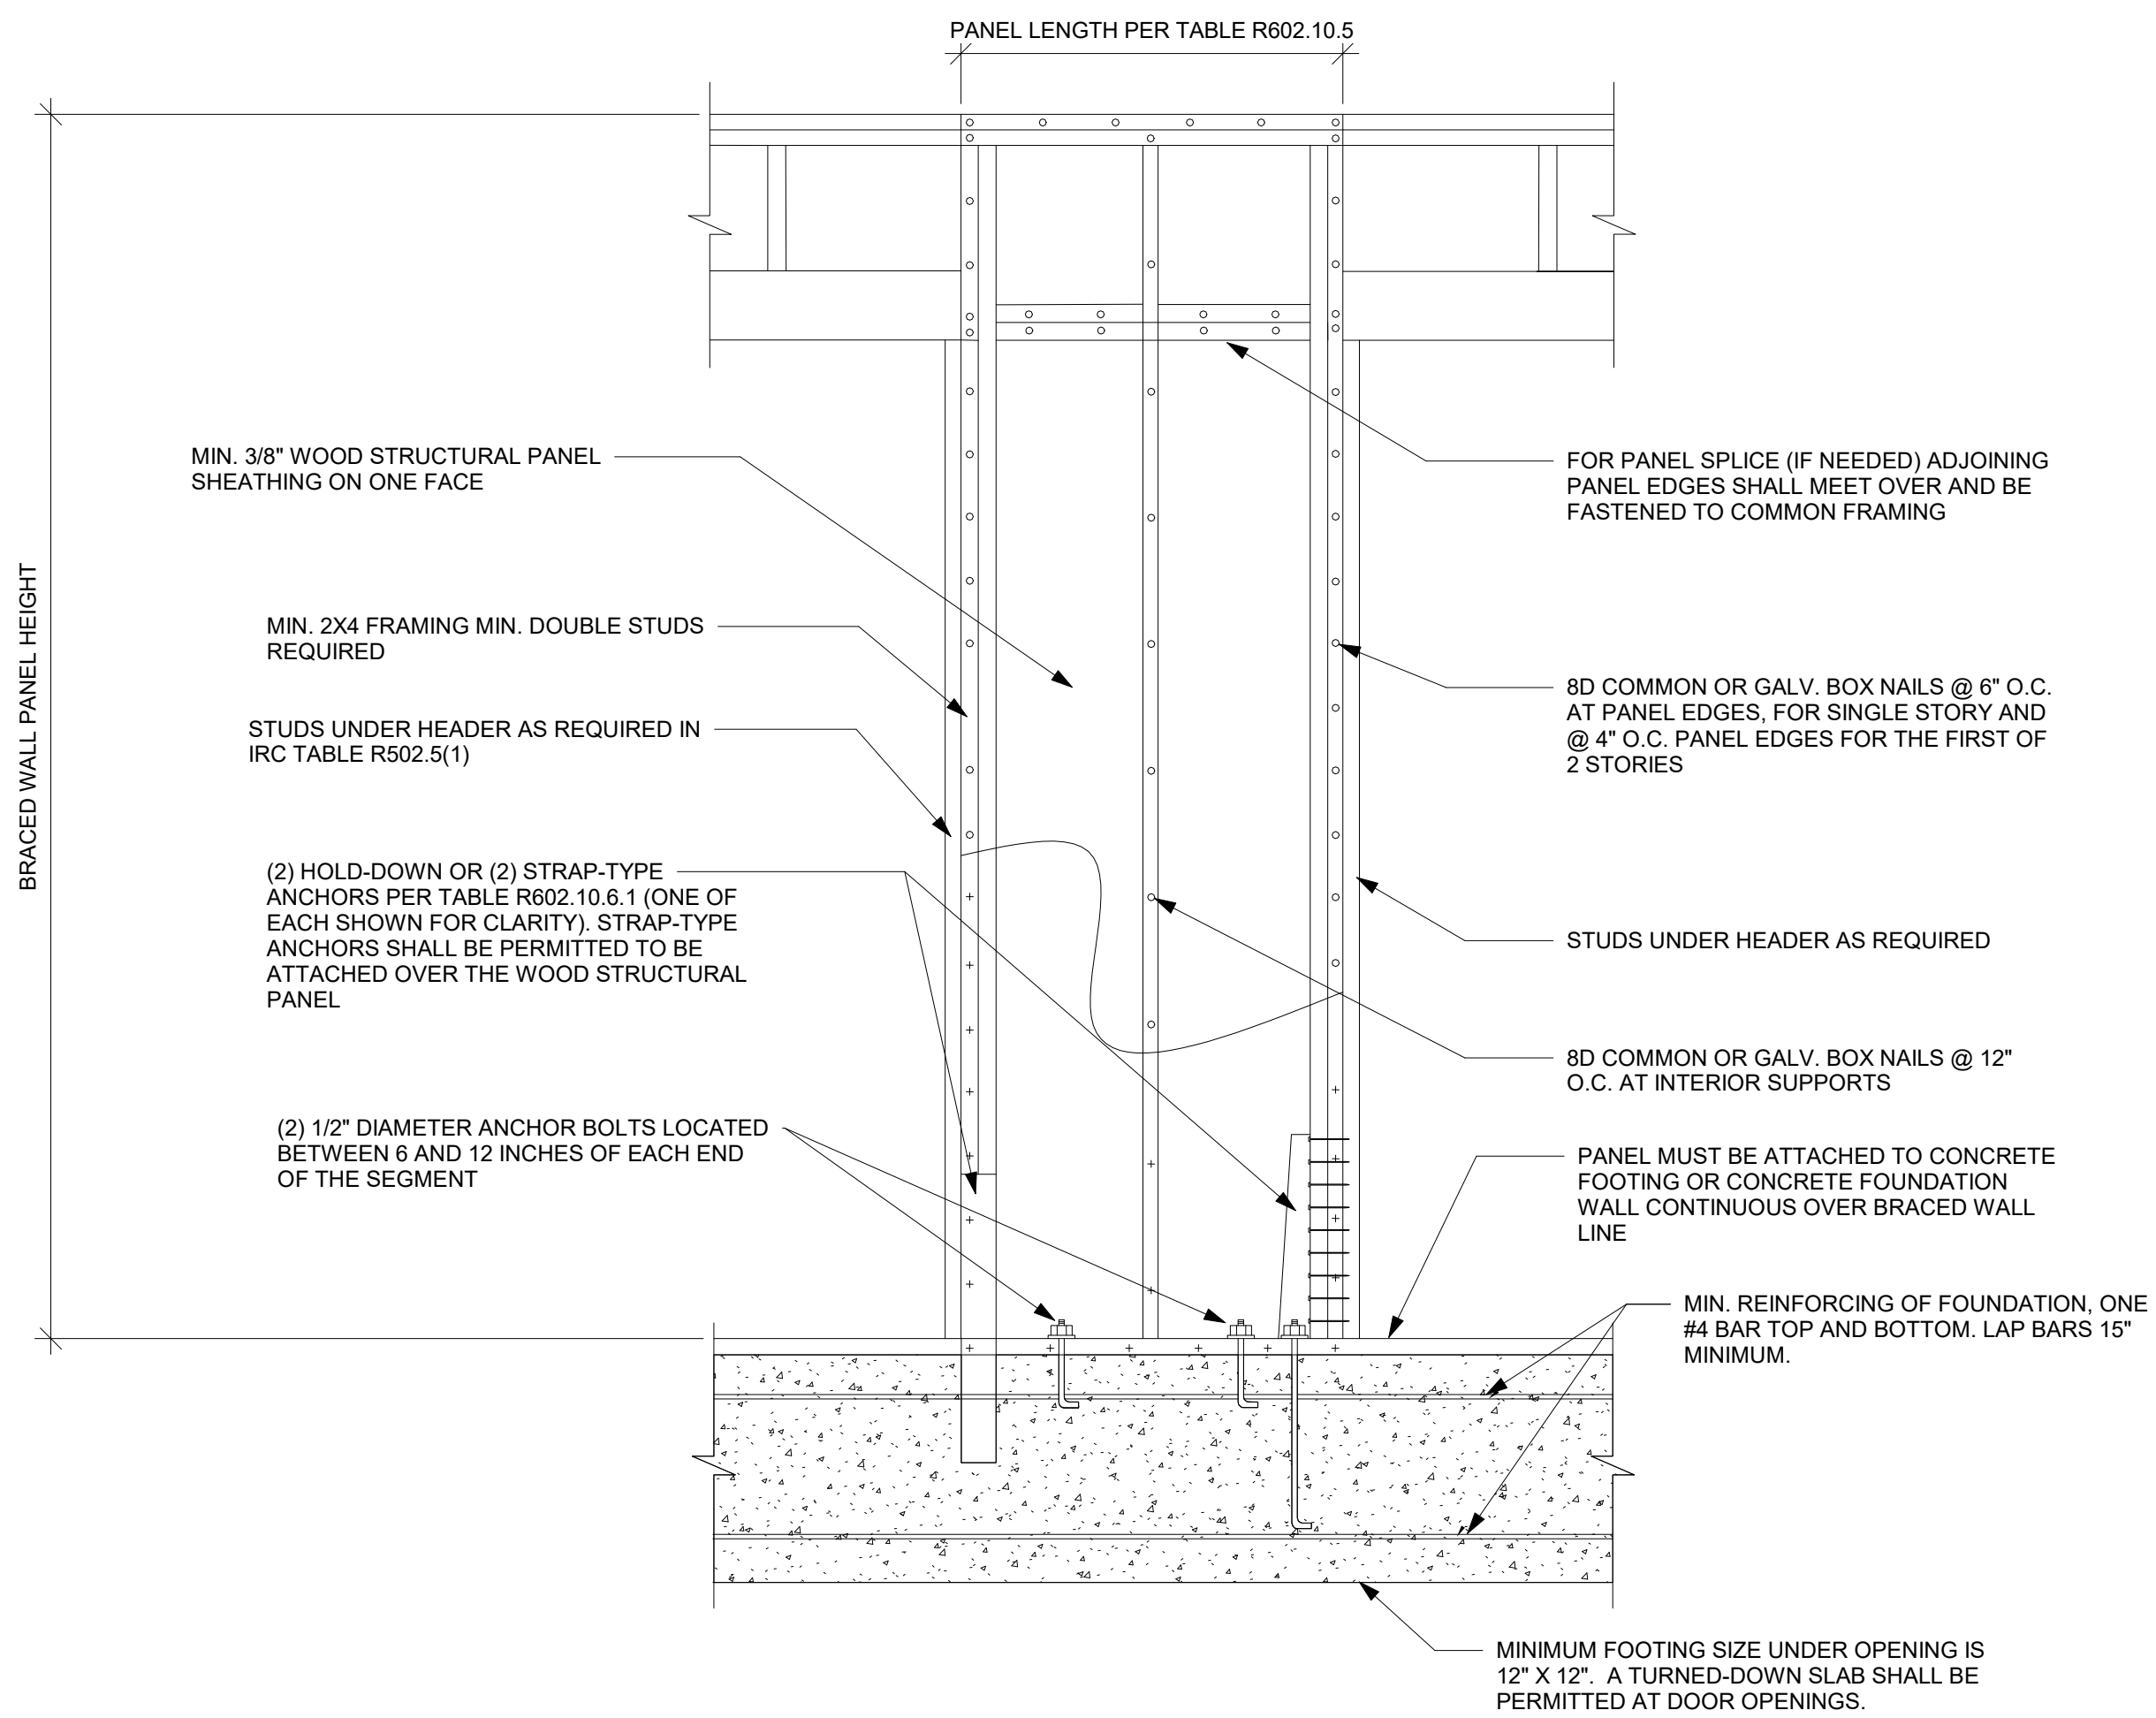 PANEL LENGTH PER TABLE R602.10.5
BRACED WALL PANEL HEIGHT
MIN. 3/8" WOOD STRUCTURAL PANEL
SHEATHING ON ONE FACE
MIN. 2X4 FRAMING MIN. DOUBLE STUDS
REQUIRED
STUDS UNDER HEADER AS REQUIRED IN
IRC TABLE R502.5(1)
(2) HOLD-DOWN OR (2) STRAP-TYPE
ANCHORS PER TABLE R602.10.6.1 (ONE OF
EACH SHOWN FOR CLARITY). STRAP-TYPE
ANCHORS SHALL BE PERMITTED TO BE
ATTACHED OVER THE WOOD STRUCTURAL
PANEL
(2) 1/2" DIAMETER ANCHOR BOLTS LOCATED
BETWEEN 6 AND 12 INCHES OF EACH END
OF THE SEGMENT
FOR PANEL SPLICE (IF NEEDED) ADJOINING
PANEL EDGES SHALL MEET OVER AND BE
FASTENED TO COMMON FRAMING
8D COMMON OR GALV. BOX NAILS @ 6" O.C.
AT PANEL EDGES, FOR SINGLE STORY AND
@ 4" O.C. PANEL EDGES FOR THE FIRST OF
2 STORIES
STUDS UNDER HEADER AS REQUIRED
8D COMMON OR GALV. BOX NAILS @ 12"
O.C. AT INTERIOR SUPPORTS
PANEL MUST BE ATTACHED TO CONCRETE
FOOTING OR CONCRETE FOUNDATION
WALL CONTINUOUS OVER BRACED WALL
LINE
MIN. REINFORCING OF FOUNDATION, ONE
#4 BAR TOP AND BOTTOM. LAP BARS 15"
MINIMUM.
MINIMUM FOOTING SIZE UNDER OPENING IS
12" X 12". A TURNED-DOWN SLAB SHALL BE
PERMITTED AT DOOR OPENINGS.